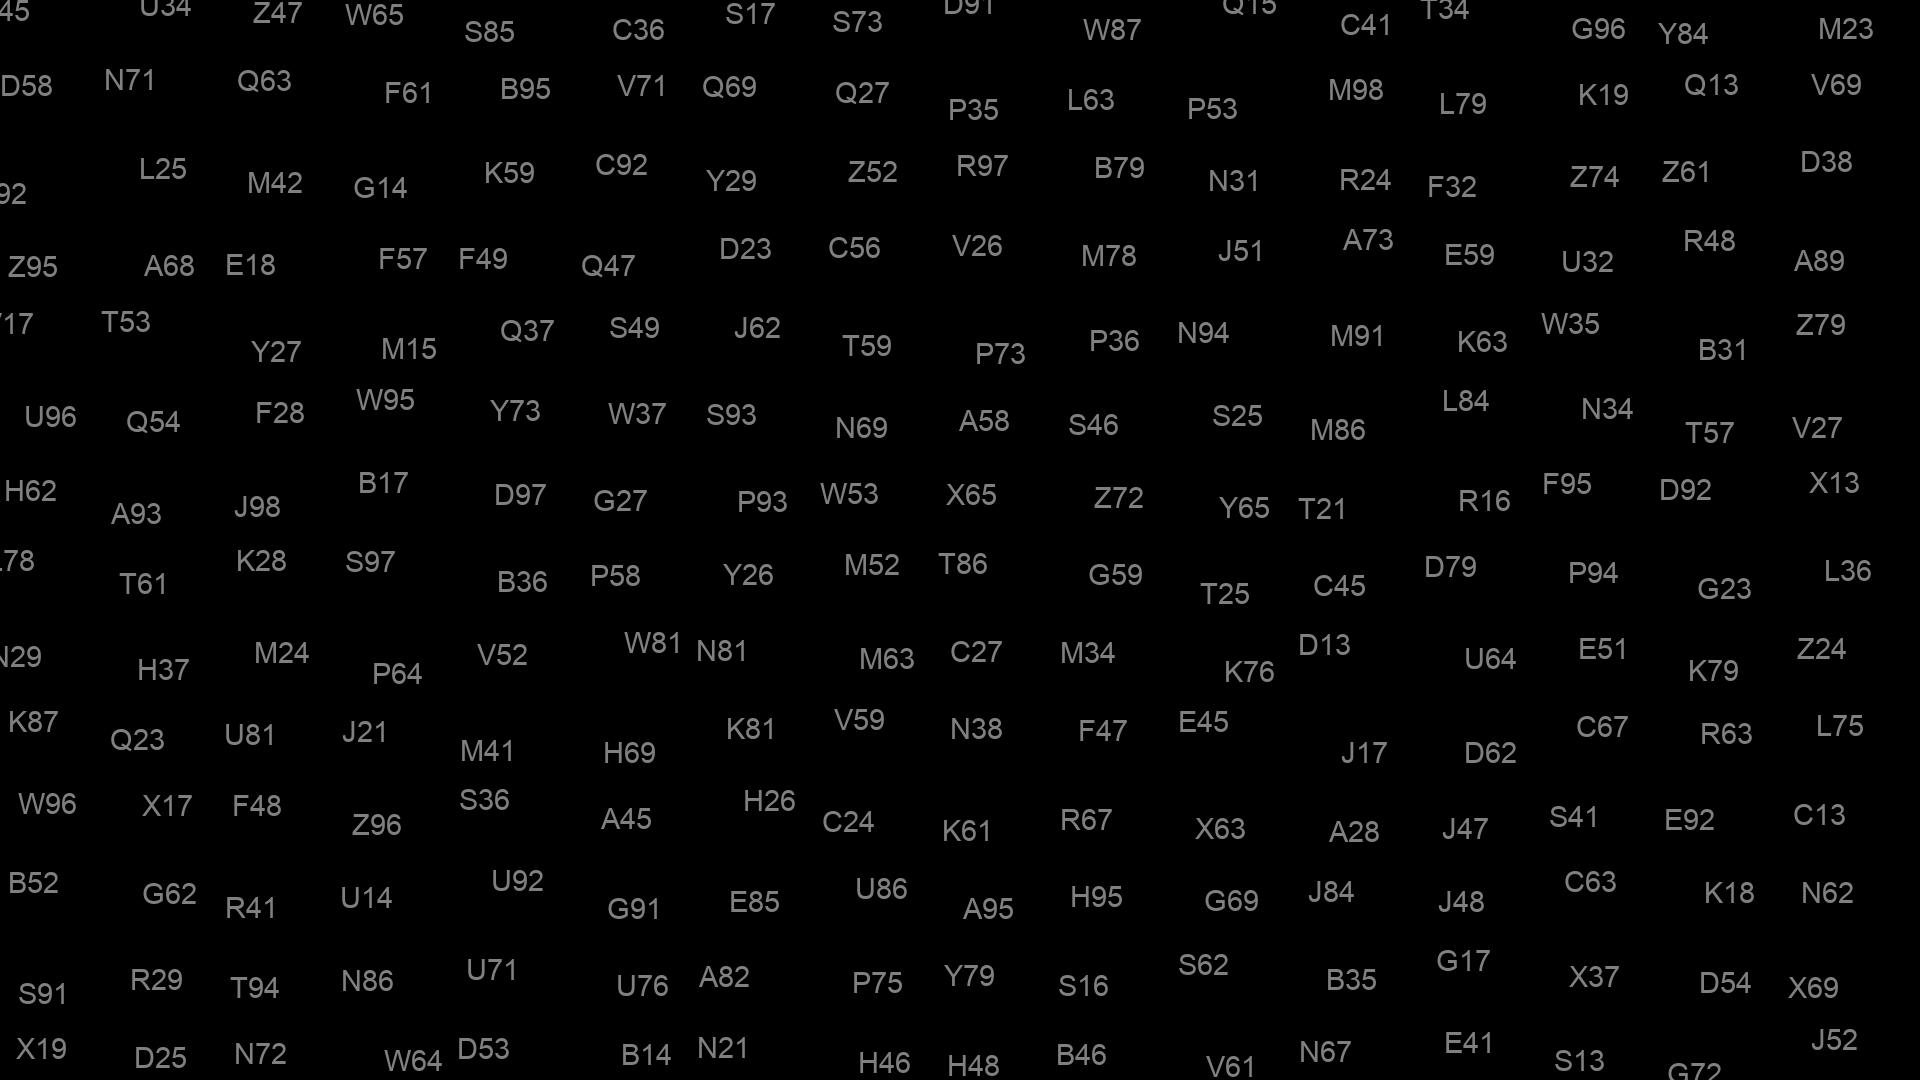 45 U34 Z47 W65 S85 C36 S17 S73 D91 W87 Q15 C41 T34 G96 Y84 M23
D58 N71 Q63 F61 B95 V71 Q69 Q27 P35 L63 P53 M98 L79 K19 Q13 V69
92 L25 M42 G14 K59 C92 Y29 Z52 R97 B79 N31 R24 F32 Z74 Z61 D38
Z95 A68 E18 F57 F49 Q47 D23 C56 V26 M78 J51 A73 E59 U32 R48 A89
17 T53 Y27 M15 Q37 S49 J62 T59 P73 P36 N94 M91 K63 W35 B31 Z79
U96 Q54 F28 W95 Y73 W37 S93 N69 A58 S46 S25 M86 L84 N34 T57 V27
H62 A93 J98 B17 D97 G27 P93 W53 X65 Z72 Y65 T21 R16 F95 D92 X13
78 T61 K28 S97 B36 P58 Y26 M52 T86 G59 T25 C45 D79 P94 G23 L36
N29 H37 M24 P64 V52 W81 N81 M63 C27 M34 K76 D13 U64 E51 K79 Z24
K87 Q23 U81 J21 M41 H69 K81 V59 N38 F47 E45 J17 D62 C67 R63 L75
W96 X17 F48 Z96 S36 A45 H26 C24 K61 R67 X63 A28 J47 S41 E92 C13
B52 G62 R41 U14 U92 G91 E85 U86 A95 H95 G69 J84 J48 C63 K18 N62
S91 R29 T94 N86 U71 U76 A82 P75 Y79 S16 S62 B35 G17 X37 D54 X69
X19 D25 N72 W64 D53 B14 N21 H46 H48 B46 V61 N67 E41 S13 G72 J52